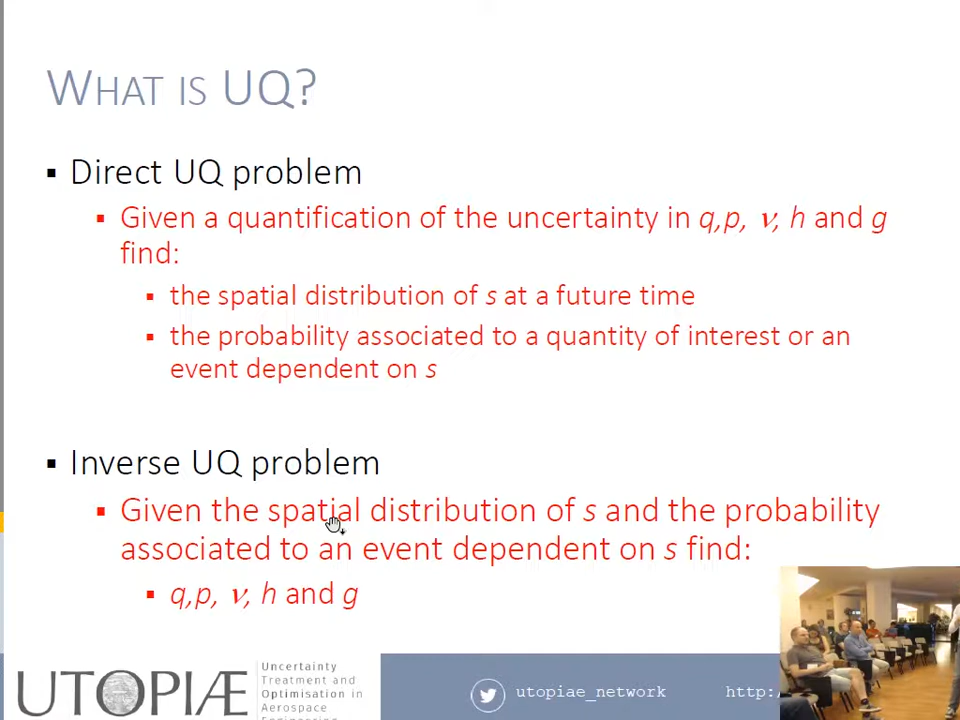 WHAT IS UQ?
▪ Direct UQ problem
▪ Given a quantification of the uncertainty in q,p, ν, h and g
find:
▪ the spatial distribution of s at a future time
▪ the probability associated to a quantity of interest or an
event dependent on s
▪ Inverse UQ problem
▪ Given the spatial distribution of s and the probability
associated to an event dependent on s find:
▪ q,p, ν, h and g
UTOPIÆ
Uncertainty
Treatment and
Optimisation in
Aerospace
Engineering
utopiae_network
http: